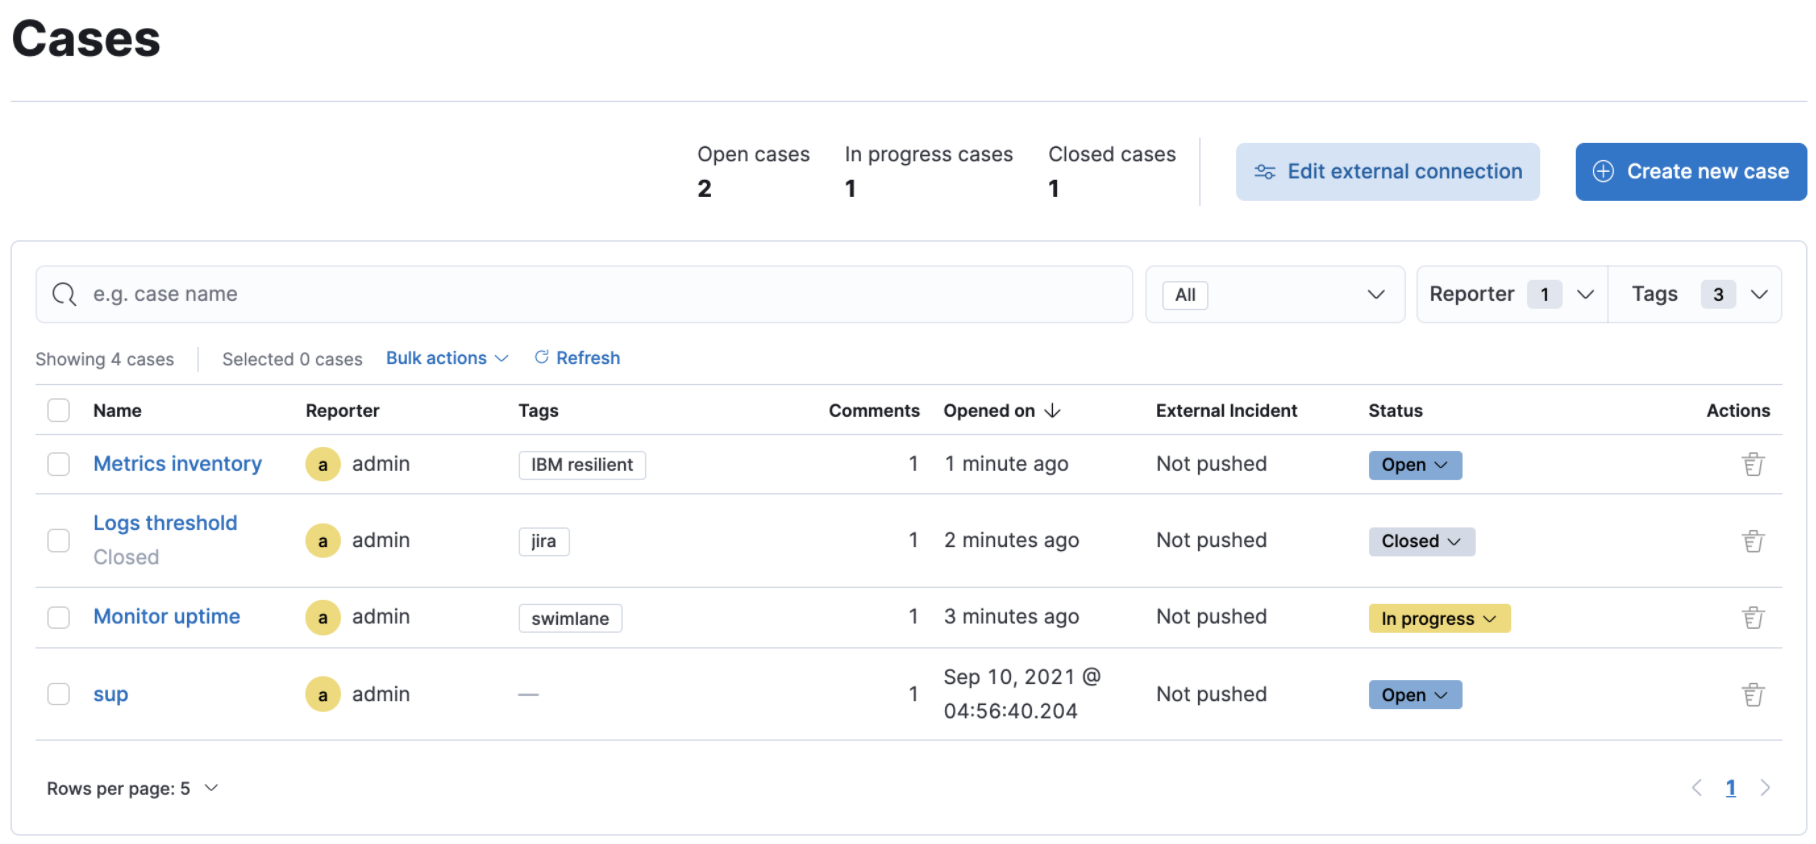 Cases
Open cases In progress cases Closed cases
2 1 1
Edit external connection
Create new case
e.g. case name
All
Reporter 1
Tags 3
Showing 4 cases Selected 0 cases Bulk actions Refresh
Name Reporter Tags Comments Opened on External Incident Status Actions
Metrics inventory a admin IBM resilient 1 1 minute ago Not pushed Open
Logs threshold
Closed
a admin jira 1 2 minutes ago Not pushed Closed
Monitor uptime a admin swimlane 1 3 minutes ago Not pushed In progress
sup a admin — 1 Sep 10, 2021 @
04:56:40.204
Not pushed Open
Rows per page: 5
1